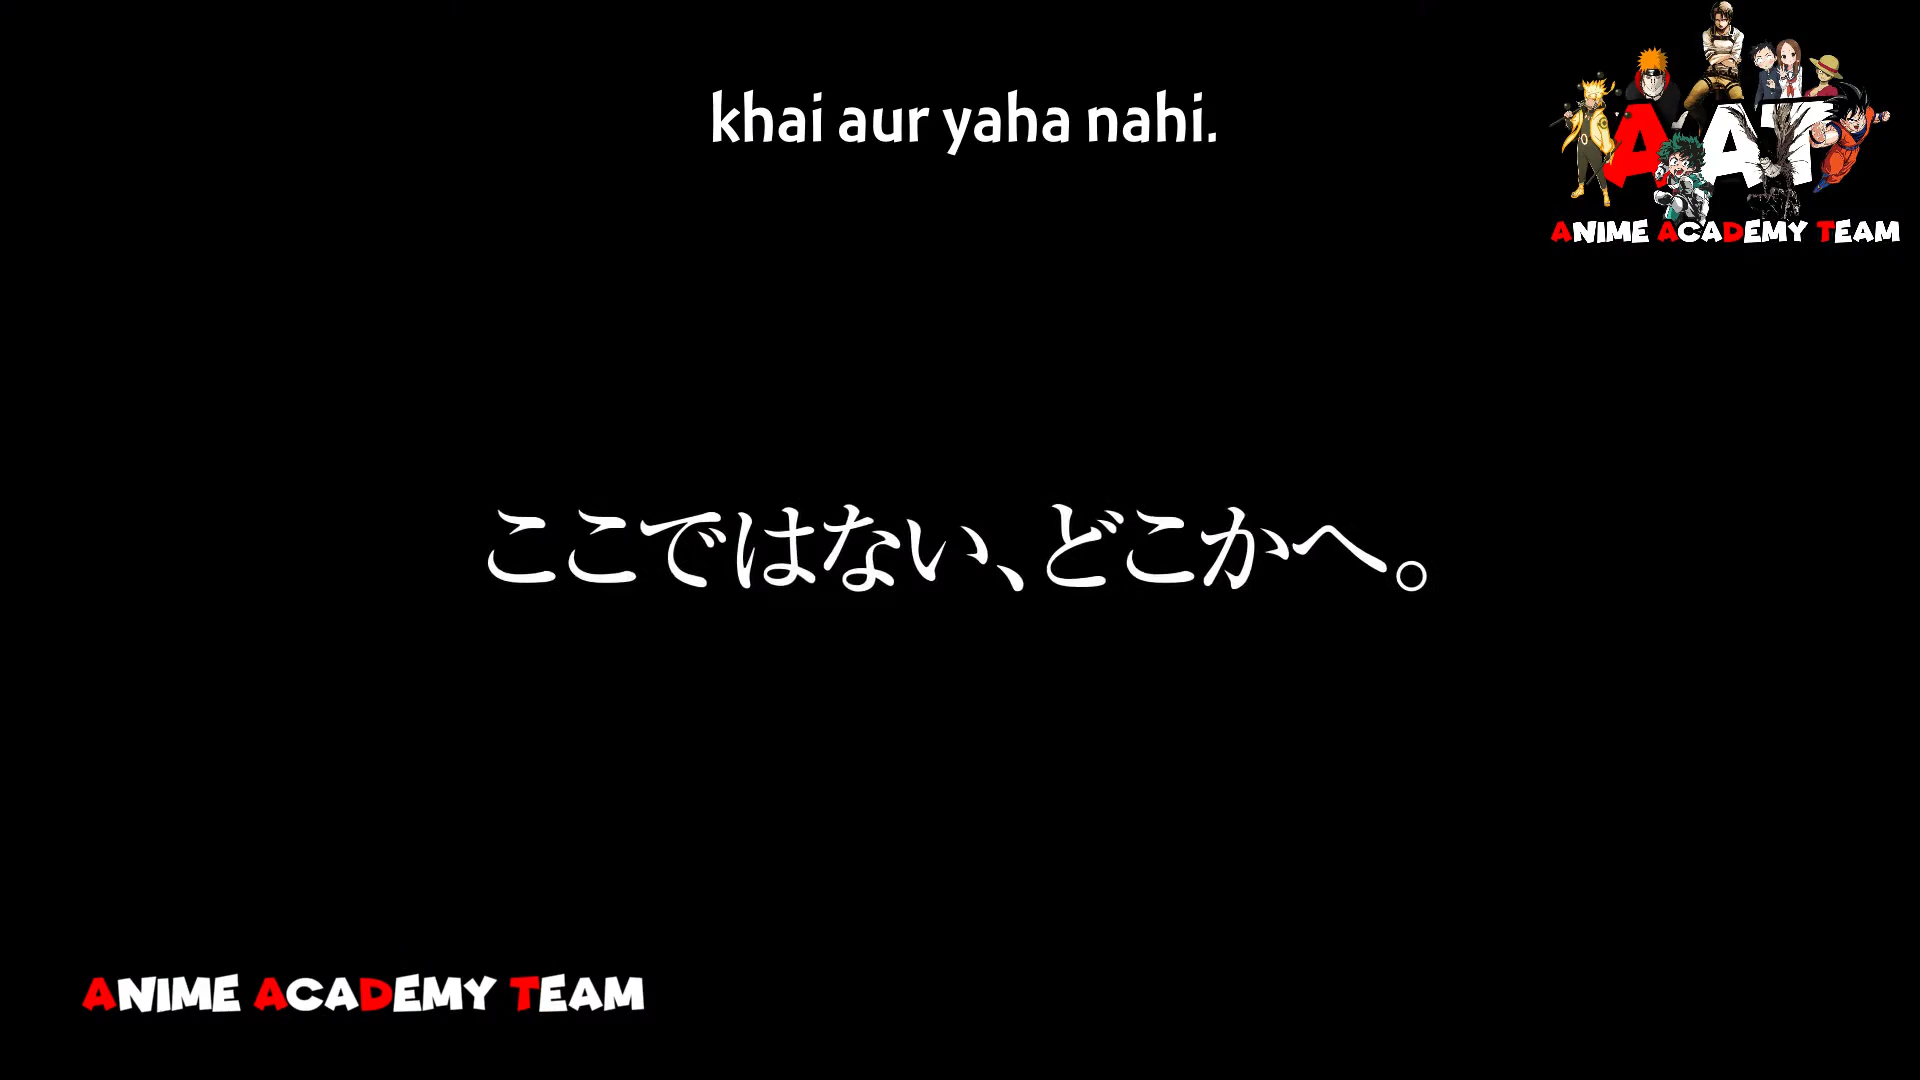 khai aur yaha nahi.
AAT
ANIME ACADEMY TEAM
ここではない、どこかへ。
ANIME ACADEMY TEAM